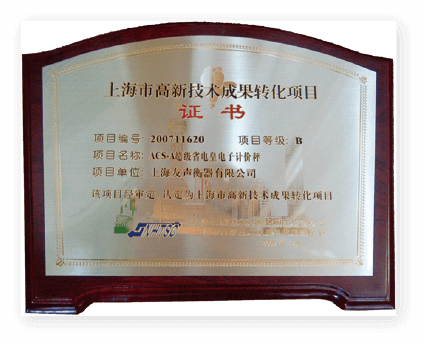 上海市高新技术成果转化项目
证书
项目编号: 200711620 项目等级: B
项目名称: ACS-A超级省电皇电子计价秤
项目单位: 上海友声衡器有限公司
该项目经审定, 认定为上海市高新技术成果转化项目
SNHTSC